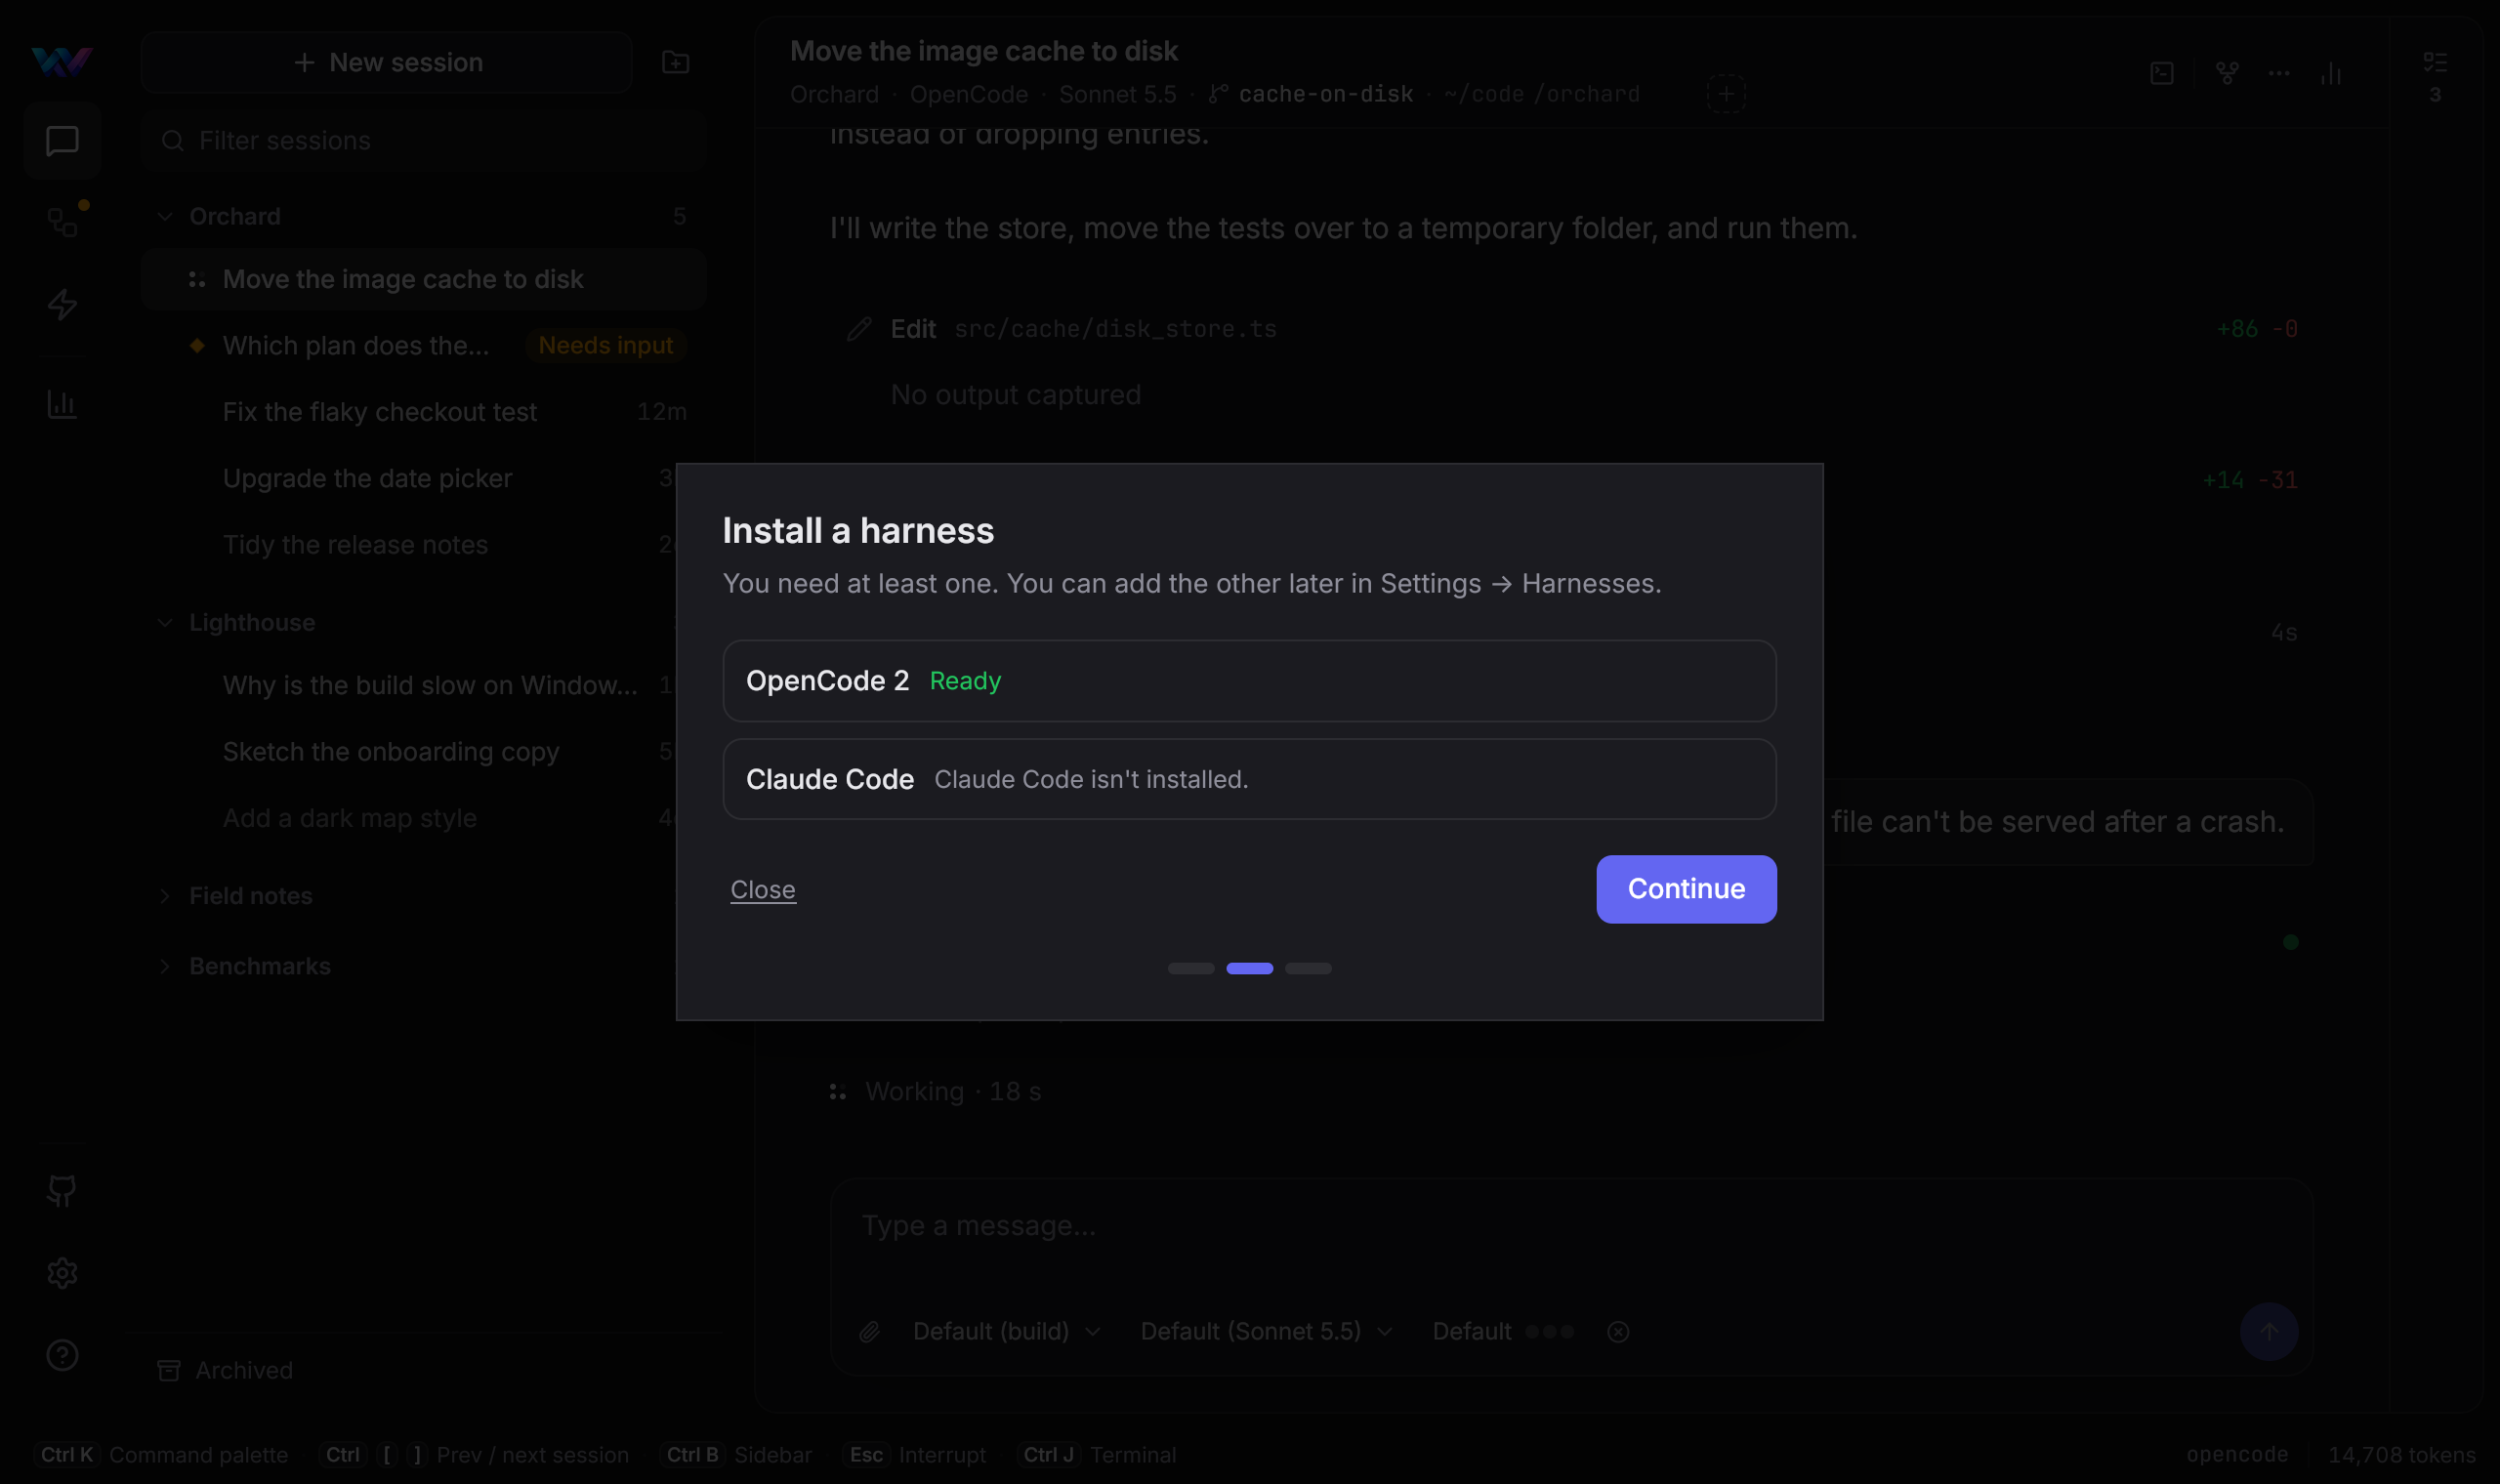 New session
Filter sessions
Orchard 5
Move the image cache to disk
Which plan does the... Needs input
Fix the flaky checkout test 12m
Upgrade the date picker
Tidy the release notes
Lighthouse
Why is the build slow on Window...
Sketch the onboarding copy
Add a dark map style
Field notes
Benchmarks
Archived
Move the image cache to disk
Orchard · OpenCode · Sonnet 5.5 · cache-on-disk · ~/code /orchard
3
instead of dropping entries.
I'll write the store, move the tests over to a temporary folder, and run them.
Edit src/cache/disk_store.ts +86 -0
No output captured
+14 -31
4s
file can't be served after a crash.
Install a harness
You need at least one. You can add the other later in Settings → Harnesses.
OpenCode 2 Ready
Claude Code Claude Code isn't installed.
Close
Continue
Working · 18 s
Type a message...
Default (build) Default (Sonnet 5.5) Default
Ctrl K Command palette Ctrl [ ] Prev / next session Ctrl B Sidebar Esc Interrupt Ctrl J Terminal
opencode 14,708 tokens